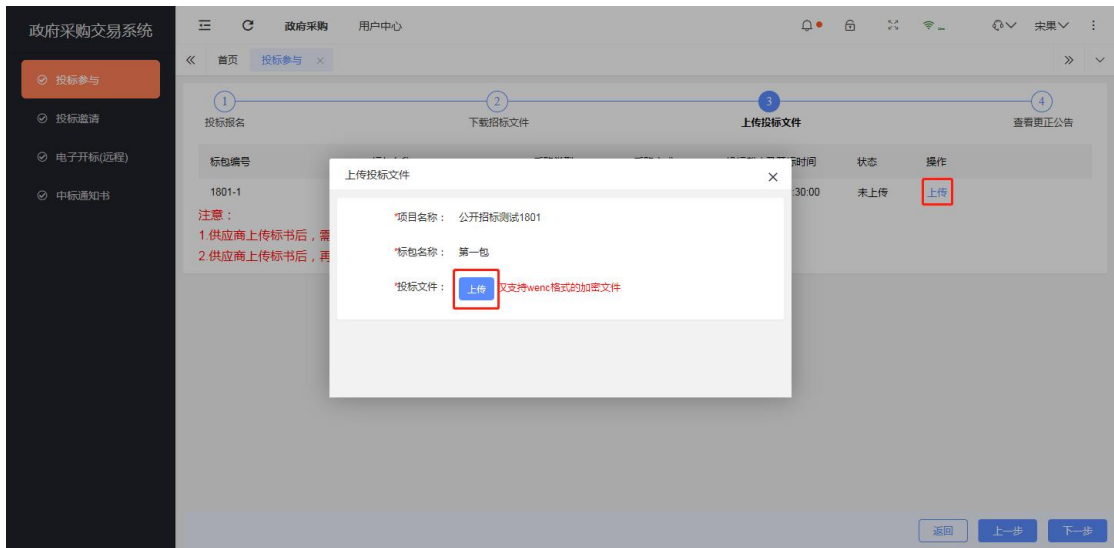 政府采购交易系统
政府采购 用户中心 宋果
首页 投标参与 ×
投标参与
投标邀请
电子开标(远程)
中标通知书
1 2 3 4
投标报名 下载招标文件 上传投标文件 查看更正公告
标包编号 标时间 状态 操作
1801-1 :30:00 未上传 上传
注意：
1.供应商上传标书后，需
2.供应商上传标书后，再
上传投标文件
*项目名称： 公开招标测试1801
*标包名称： 第一包
*投标文件： 上传 仅支持wenc格式的加密文件
返回 上一步 下一步